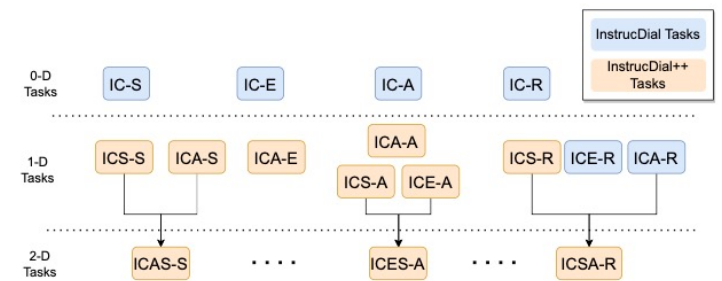 InstrucDial Tasks
InstrucDial++
Tasks
0-D
Tasks
IC-S
IC-E
IC-A
IC-R
1-D
Tasks
ICS-S
ICA-S
ICA-E
ICA-A
ICS-A
ICE-A
ICS-R
ICE-R
ICA-R
2-D
Tasks
ICAS-S
. . . .
ICES-A
. . . .
ICSA-R